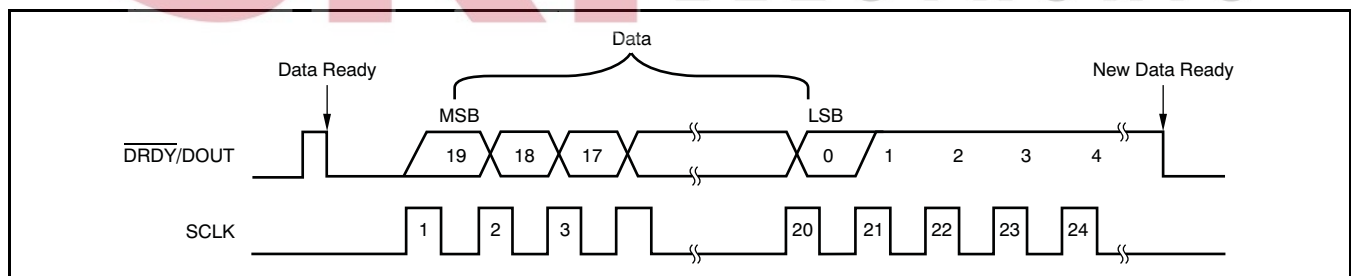 Data
Data Ready
New Data Ready
MSB
LSB
DRDY/DOUT
19 18 17 0 1 2 3 4
SCLK
1 2 3 20 21 22 23 24